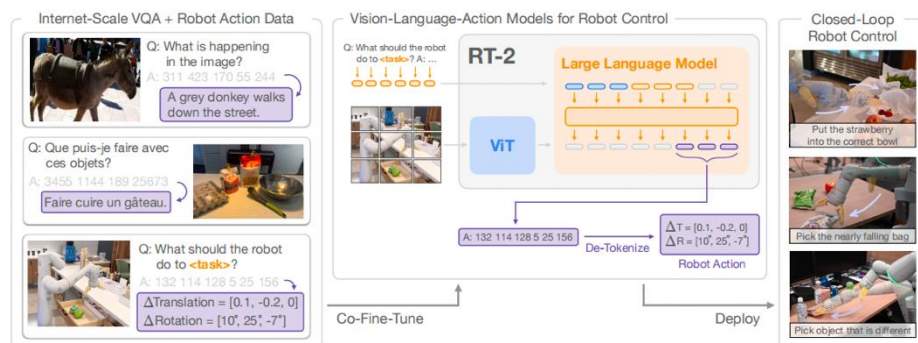 Internet-Scale VQA + Robot Action Data
Q: What is happening
in the image?
A: 311 423 170 55 244
A grey donkey walks
down the street.
Q: Que puis-je faire avec
ces objets?
A: 3455 1144 189 25673
Faire cuire un gâteau.
Q: What should the robot
do to <task>?
A: 132 114 128 5 25 156
ΔTranslation = [0.1, -0.2, 0]
ΔRotation = [10°, 25°, -7°]
Co-Fine-Tune
Vision-Language-Action Models for Robot Control
Q: What should the robot
do to <task>? A: ...
RT-2
Large Language Model
ViT
A: 132 114 128 5 25 156
De-Tokenize
ΔT = [0.1, -0.2, 0]
ΔR = [10°, 25°, -7°]
Robot Action
Deploy
Closed-Loop
Robot Control
Put the strawberry
into the correct bowl
Pick the nearly falling bag
Pick object that is different